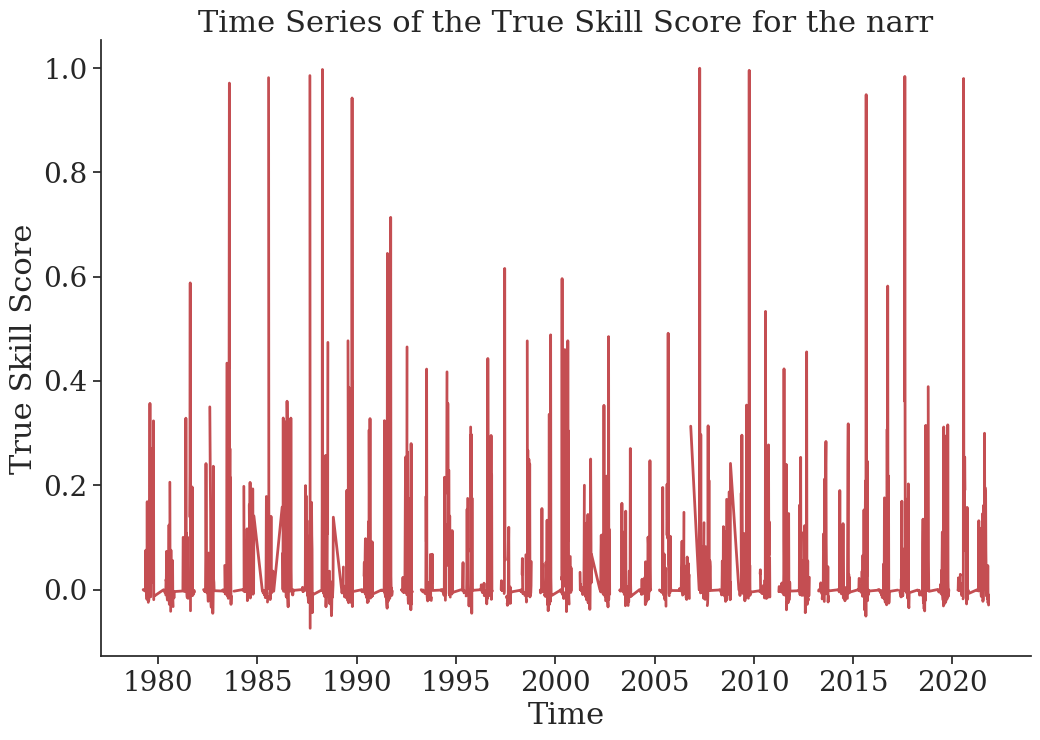 Time Series of the True Skill Score for the narr
True Skill Score
1.0
0.8
0.6
0.4
0.2
0.0
1980 1985 1990 1995 2000 2005 2010 2015 2020
Time